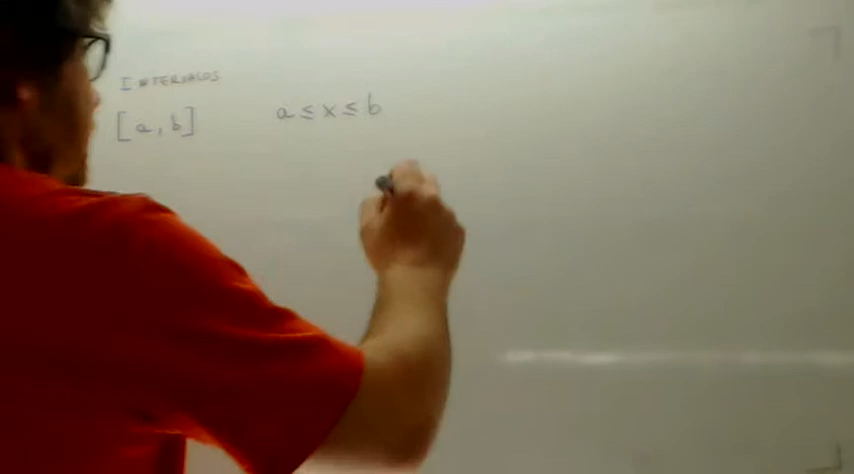 INTERVALOS
[a, b] a ≤ x ≤ b